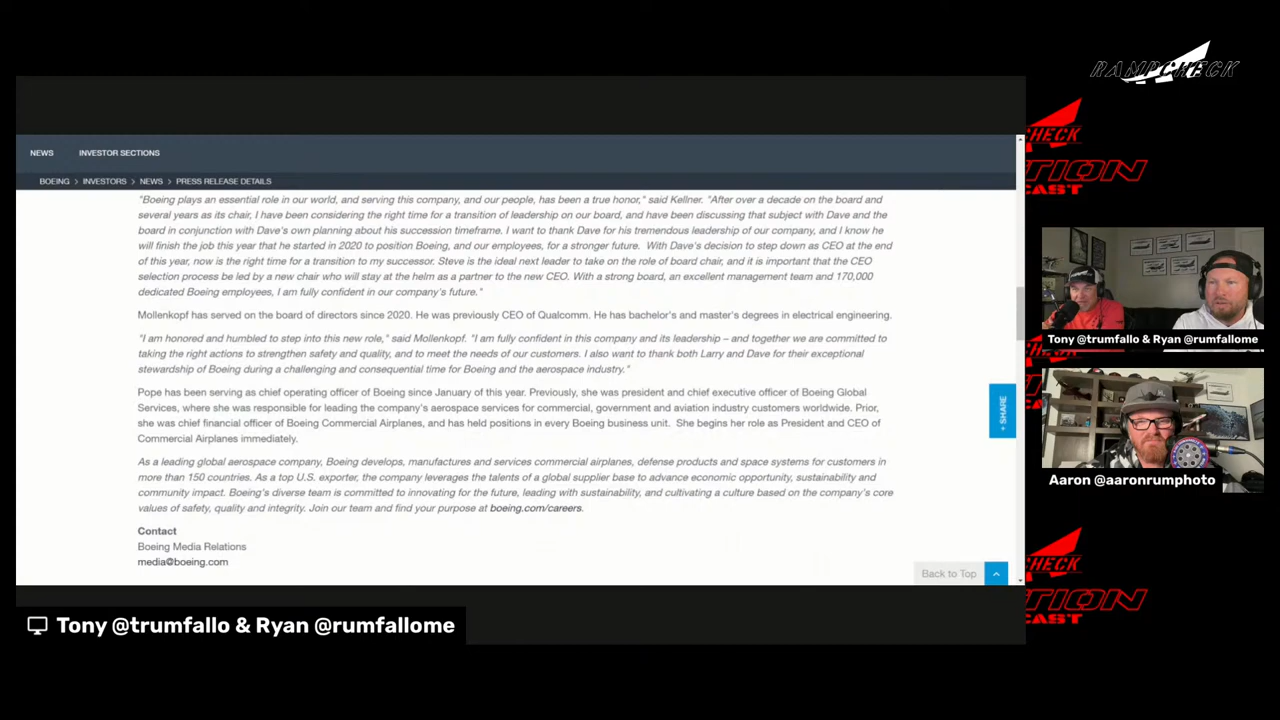 RAMPCHECK
NEWS
INVESTOR SECTIONS
BOEING > INVESTORS > NEWS > PRESS RELEASE DETAILS
"Boeing plays an essential role in our world, and serving this company, and our people, has been a true honor," said Kellner. "After over a decade on the board and
several years as its chair, I have been considering the right time for a transition of leadership on our board, and have been discussing that subject with Dave and the
board in conjunction with Dave's own planning about his succession timeframe. I want to thank Dave for his tremendous leadership of our company, and I know he
will finish the job this year that he started in 2020 to position Boeing, and our employees, for a stronger future. With Dave's decision to step down as CEO at the end
of this year, now is the right time for a transition to my successor. Steve is the ideal next leader to take on the role of board chair, and it is important that the CEO
selection process be led by a new chair who will stay at the helm as a partner to the new CEO. With a strong board, an excellent management team and 170,000
dedicated Boeing employees, I am fully confident in our company's future."
Mollenkopf has served on the board of directors since 2020. He was previously CEO of Qualcomm. He has bachelor's and master's degrees in electrical engineering.
"I am honored and humbled to step into this new role," said Mollenkopf. "I am fully confident in this company and its leadership – and together we are committed to
taking the right actions to strengthen safety and quality, and to meet the needs of our customers. I also want to thank both Larry and Dave for their exceptional
stewardship of Boeing during a challenging and consequential time for Boeing and the aerospace industry."
Pope has been serving as chief operating officer of Boeing since January of this year. Previously, she was president and chief executive officer of Boeing Global
Services, where she was responsible for leading the company's aerospace services for commercial, government and aviation industry customers worldwide. Prior,
she was chief financial officer of Boeing Commercial Airplanes, and has held positions in every Boeing business unit. She begins her role as President and CEO of
Commercial Airplanes immediately.
As a leading global aerospace company, Boeing develops, manufactures and services commercial airplanes, defense products and space systems for customers in
more than 150 countries. As a top U.S. exporter, the company leverages the talents of a global supplier base to advance economic opportunity, sustainability and
community impact. Boeing's diverse team is committed to innovating for the future, leading with sustainability, and cultivating a culture based on the company's core
values of safety, quality and integrity. Join our team and find your purpose at boeing.com/careers.
Contact
Boeing Media Relations
media@boeing.com
+ SHARE
Back to Top
Tony @trumfallo & Ryan @rumfallome
HECK
TION
CAST
Tony @trumfallo & Ryan @rumfallome
Aaron @aaronrumphoto
HECK
TION
CAST